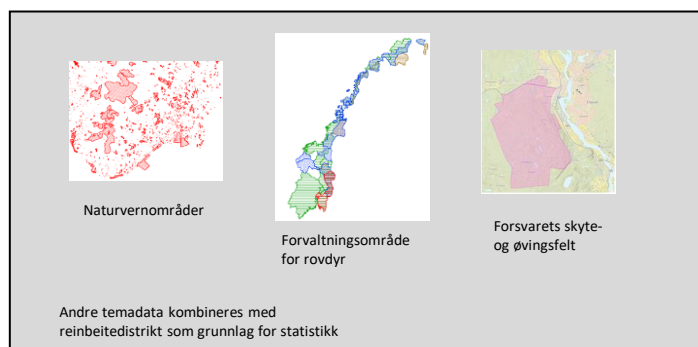 Naturvernområder
Forvaltningsområde
for rovdyr
Forsvarets skyte-
og øvingsfelt
Andre temadata kombineres med
reinbeitedistrikt som grunnlag for statistikk